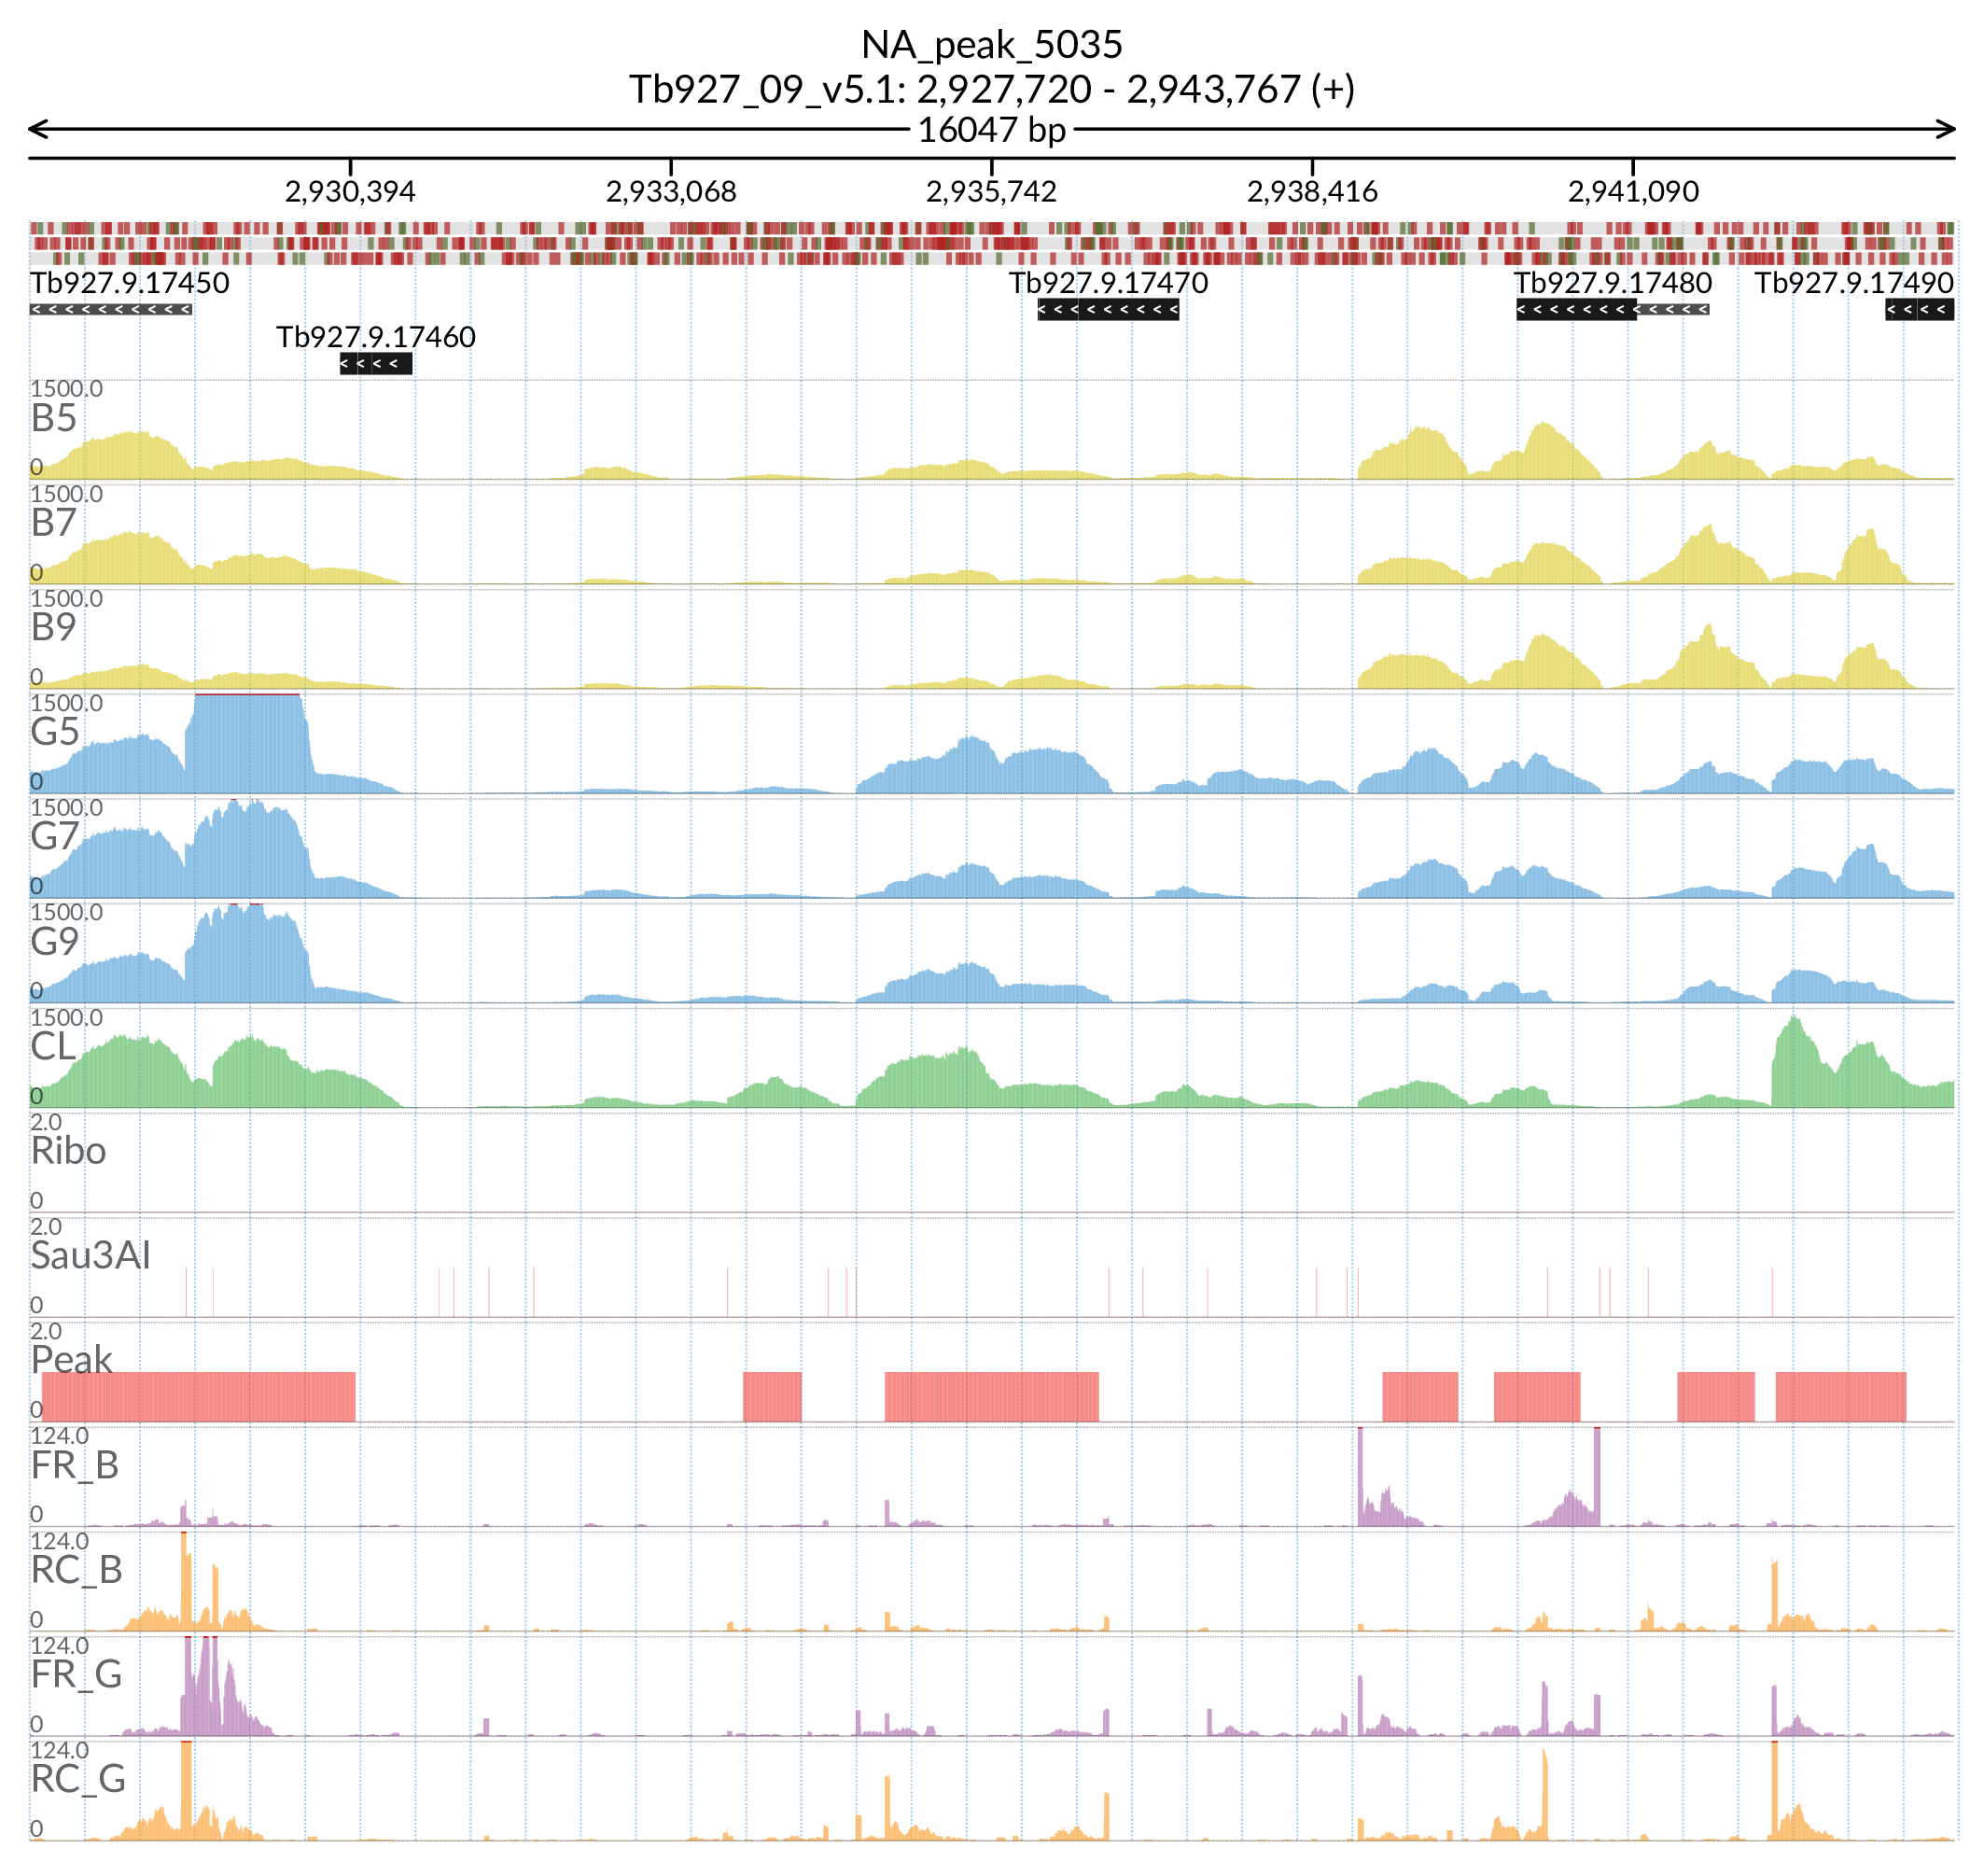 NA_peak_5035
Tb927_09_v5.1: 2,927,720 - 2,943,767 (+)
16047 bp
2,930,394 2,933,068 2,935,742 2,938,416 2,941,090
Tb927.9.17450 Tb927.9.17470 Tb927.9.17480 Tb927.9.17490
Tb927.9.17460
1500.0
B5
0
1500.0
B7
0
1500.0
B9
0
1500.0
G5
0
1500.0
G7
0
1500.0
G9
0
1500.0
CL
0
2.0
Ribo
0
2.0
Sau3AI
0
2.0
Peak
0
124.0
FR_B
0
124.0
RC_B
0
124.0
FR_G
0
124.0
RC_G
0